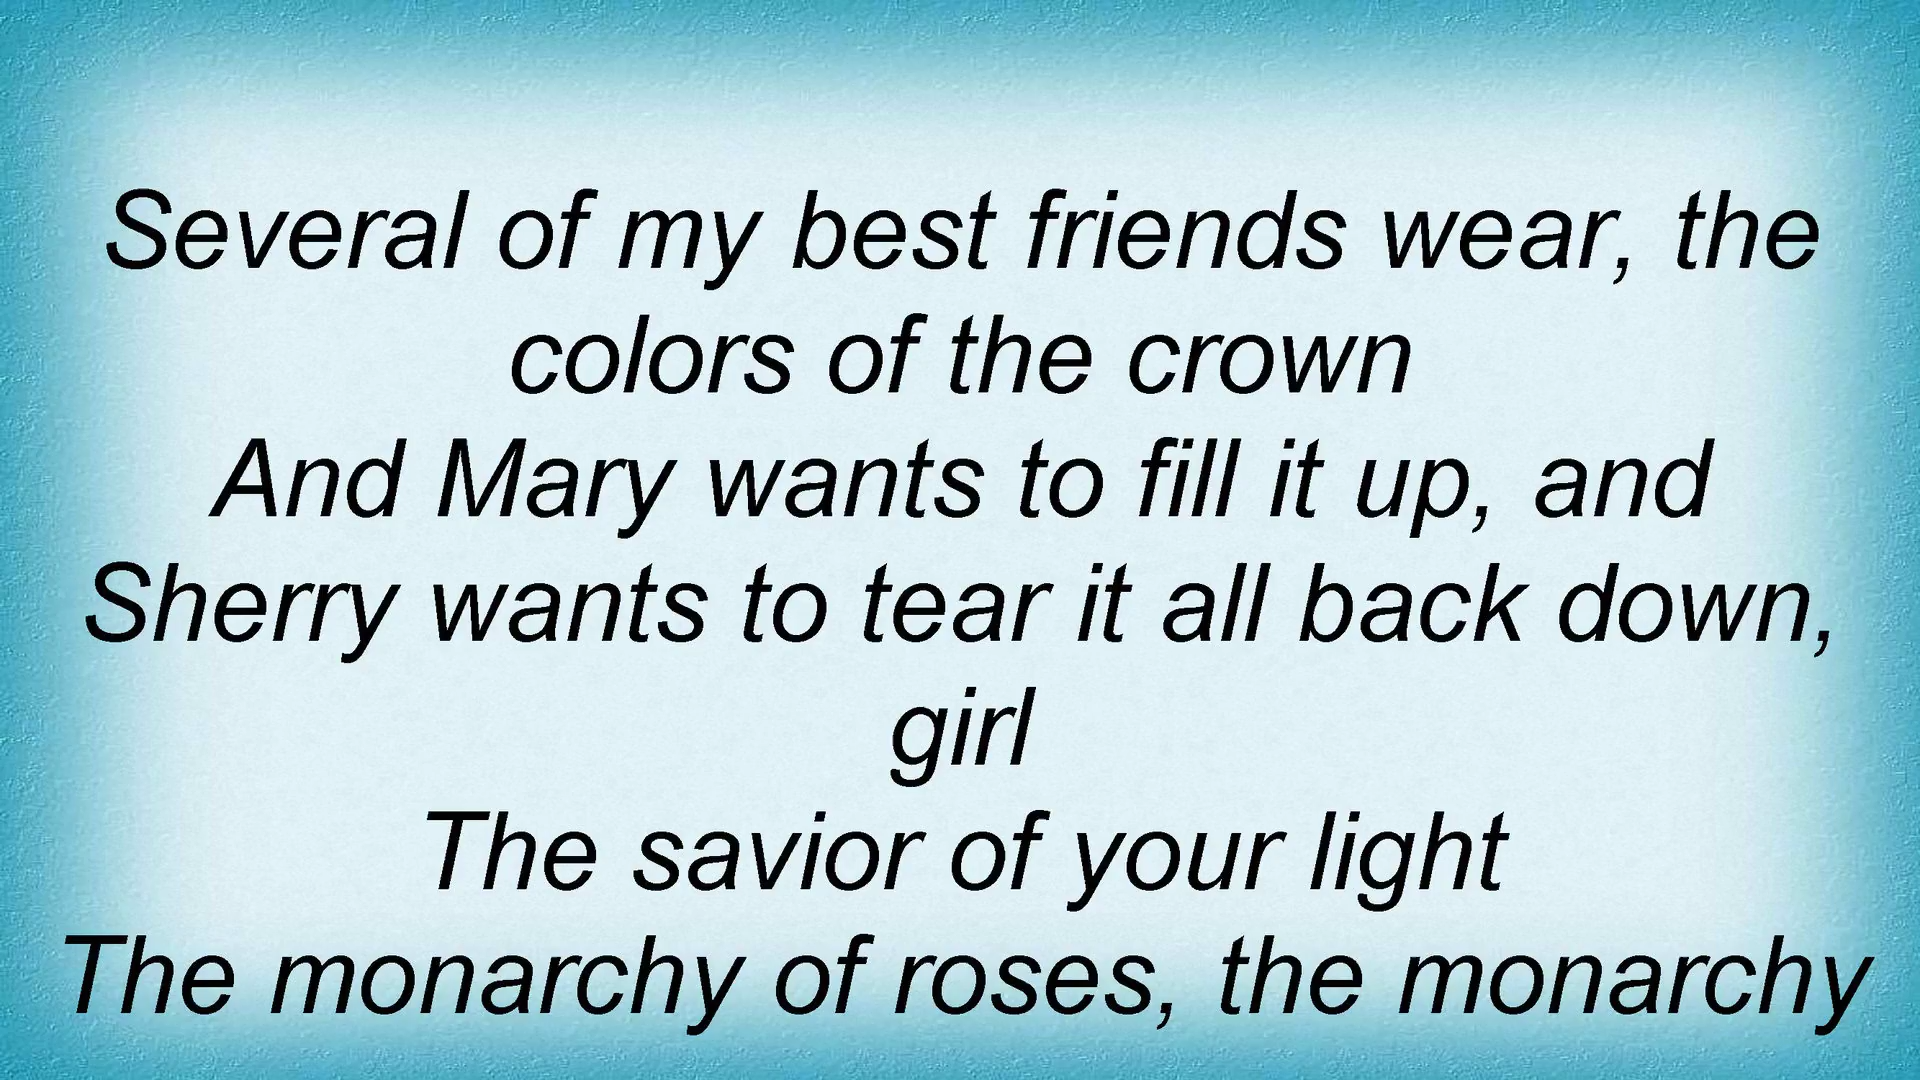 Several of my best friends wear, the
colors of the crown
And Mary wants to fill it up, and
Sherry wants to tear it all back down,
girl
The savior of your light
The monarchy of roses, the monarchy